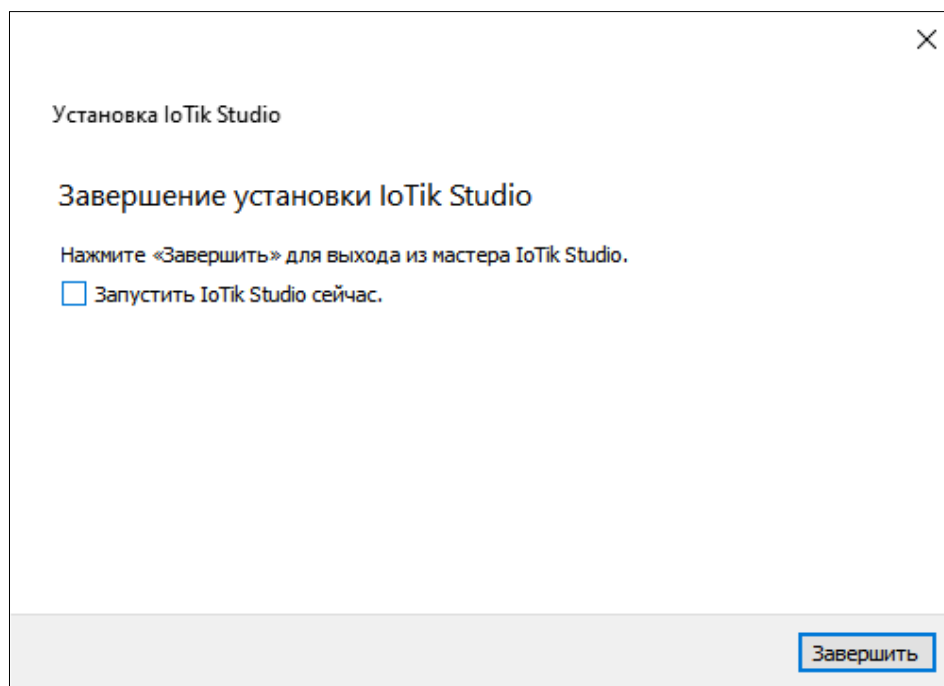 Установка IoTik Studio
Завершение установки IoTik Studio
Нажмите «Завершить» для выхода из мастера IoTik Studio.
Запустить IoTik Studio сейчас.
Завершить